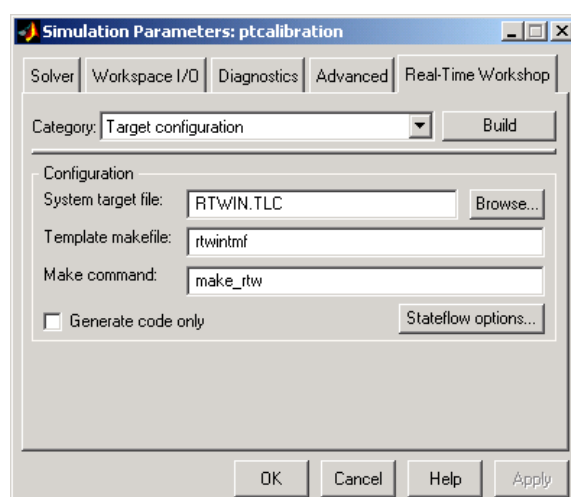 Simulation Parameters: ptcalibration
Solver Workspace I/O Diagnostics Advanced Real-Time Workshop
Category: Target configuration Build
Configuration
System target file: RTWIN.TLC Browse...
Template makefile: rtwintmf
Make command: make_rtw
Generate code only Stateflow options...
OK Cancel Help Apply